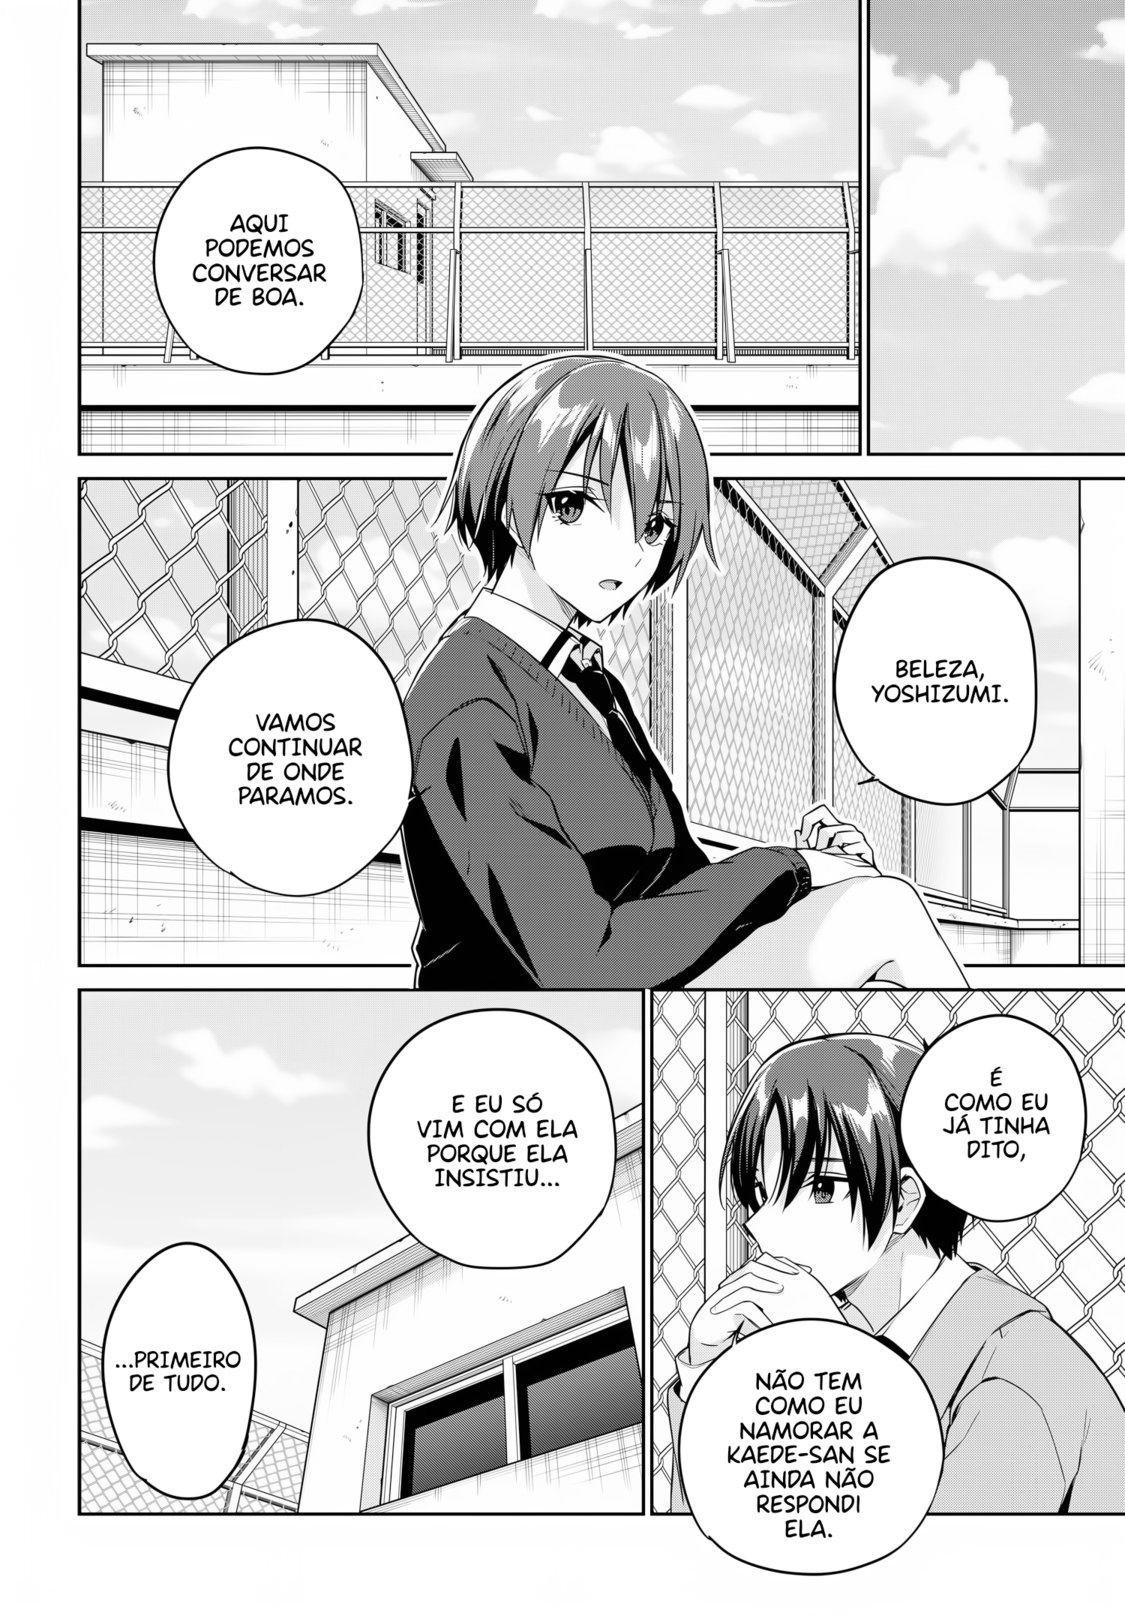 AQUI
PODEMOS
CONVERSAR
DE BOA.
BELEZA,
YOSHIZUMI.
VAMOS
CONTINUAR
DE ONDE
PARAMOS.
É
COMO EU
JÁ TINHA
DITO,
NÃO TEM
COMO EU
NAMORAR A
KAEDE-SAN SE
AINDA NÃO
RESPONDI
ELA.
E EU SÓ
VIM COM ELA
PORQUE ELA
INSISTIU...
...PRIMEIRO
DE TUDO.